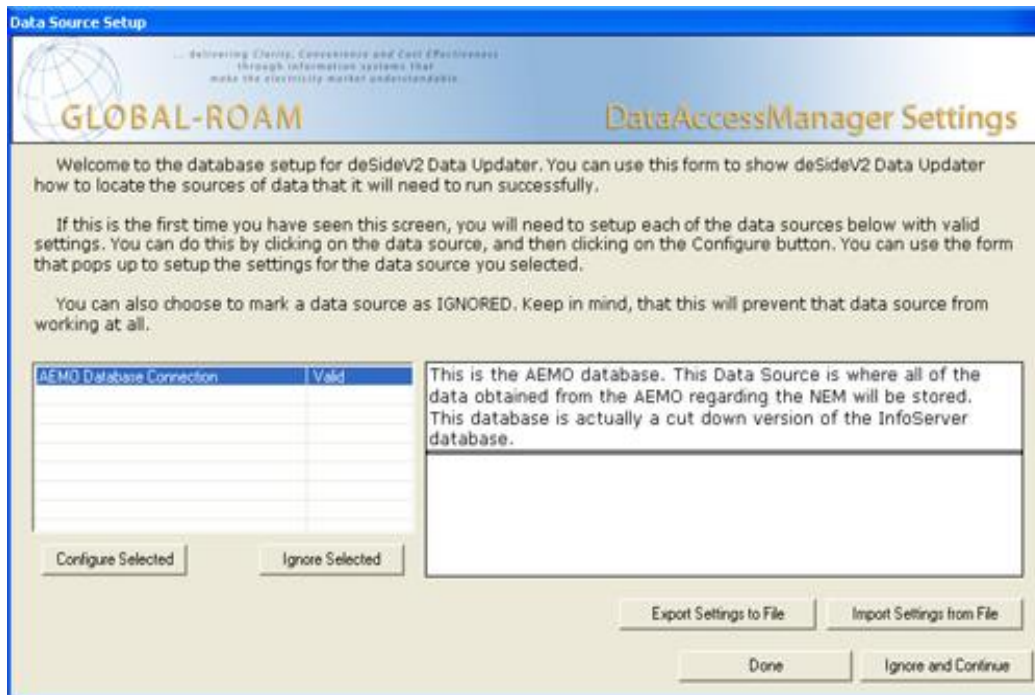 Data Source Setup
... delivering Clarity, Convenience and Cost Effectiveness
through information systems that
make the electricity market understandable
GLOBAL-ROAM
DataAccessManager Settings
Welcome to the database setup for deSideV2 Data Updater. You can use this form to show deSideV2 Data Updater
how to locate the sources of data that it will need to run successfully.
If this is the first time you have seen this screen, you will need to setup each of the data sources below with valid
settings. You can do this by clicking on the data source, and then clicking on the Configure button. You can use the form
that pops up to setup the settings for the data source you selected.
You can also choose to mark a data source as IGNORED. Keep in mind, that this will prevent that data source from
working at all.
AEMO Database Connection Valid
This is the AEMO database. This Data Source is where all of the
data obtained from the AEMO regarding the NEM will be stored.
This database is actually a cut down version of the InfoServer
database.
Configure Selected
Ignore Selected
Export Settings to File
Import Settings from File
Done
Ignore and Continue